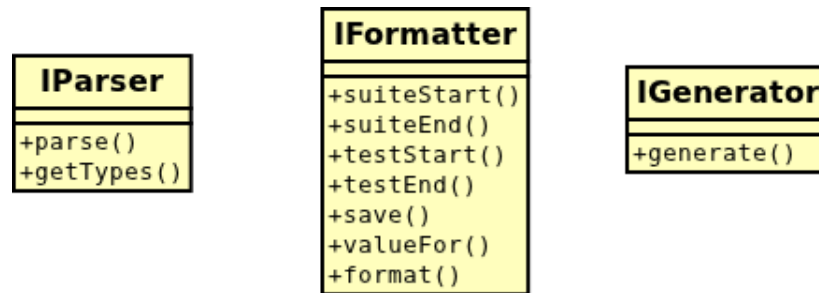 IParser
+parse()
+getTypes()
IFormatter
+suiteStart()
+suiteEnd()
+testStart()
+testEnd()
+save()
+valueFor()
+format()
IGenerator
+generate()